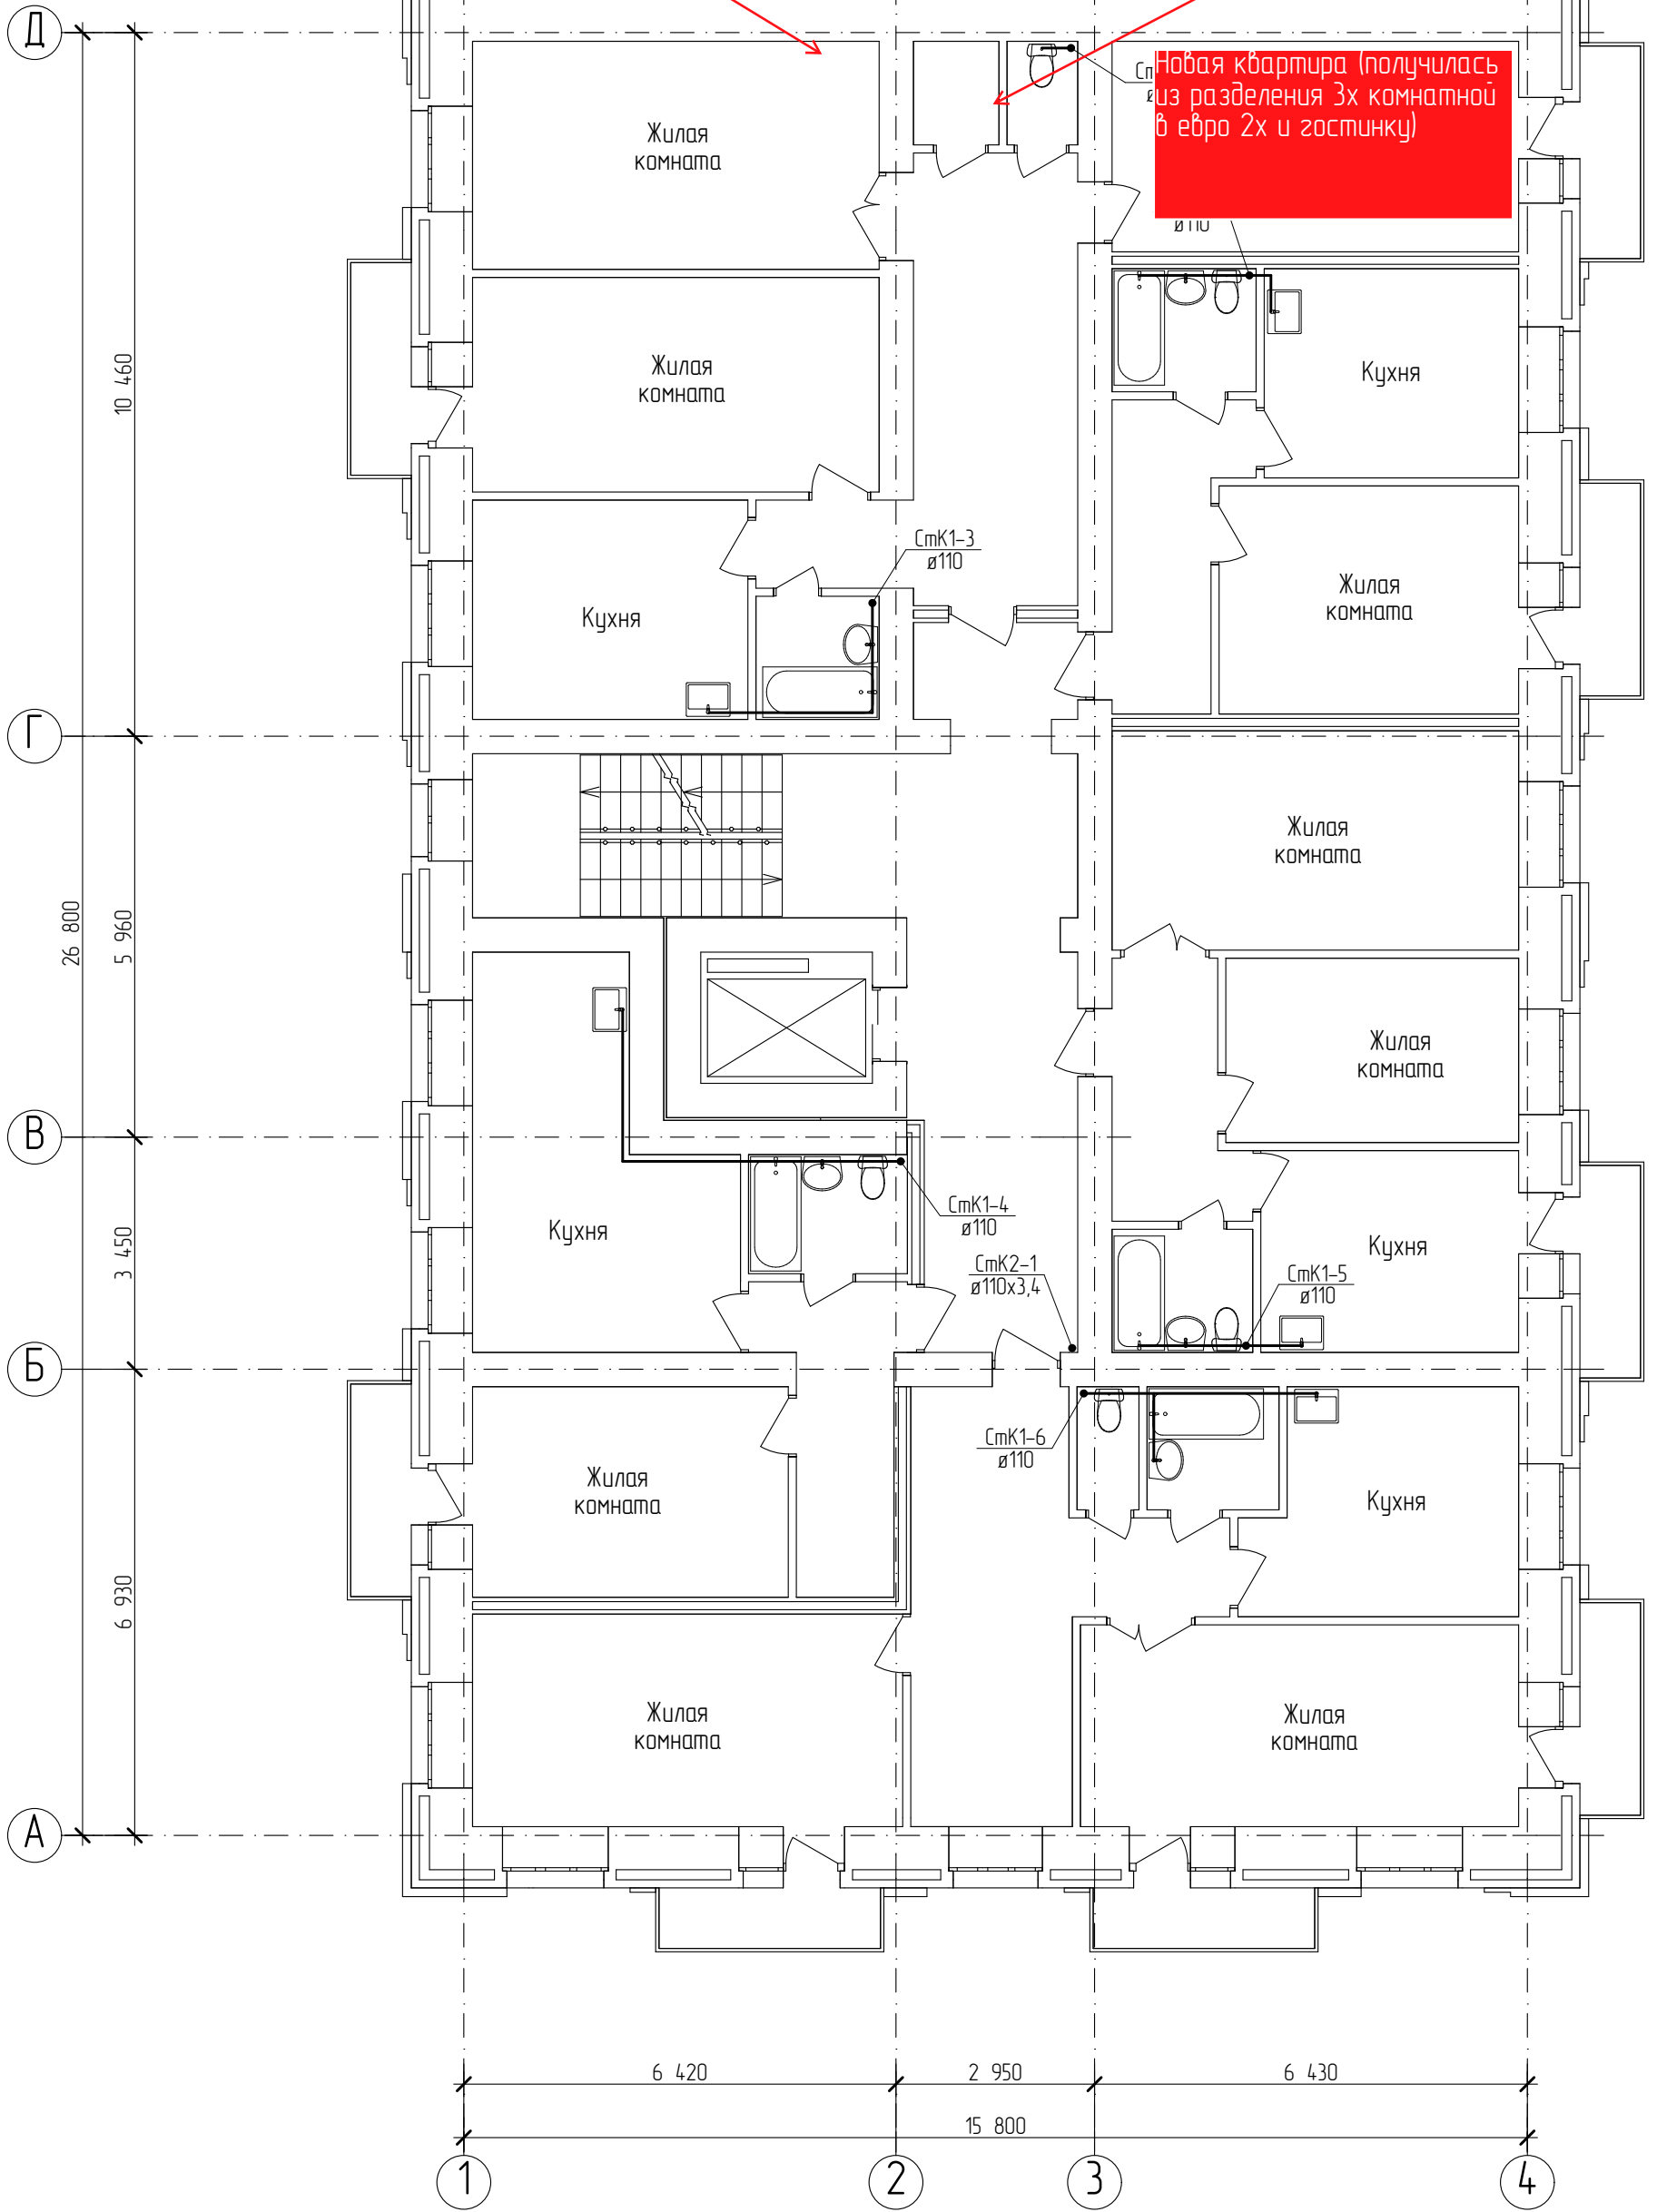 Д
Новая квартира (получилась
из разделения 3х комнатной
в евро 2х и гостинку)
Жилая
комната
ø110
Жилая
комната
Кухня
10 460
СтК1-3
ø110
Жилая
комната
Кухня
Г
Жилая
комната
26 800
5 960
Жилая
комната
В
СтК1-4
ø110
Кухня
3 450
СтК2-1
ø110х3,4
СтК1-5
ø110
Кухня
Б
СтК1-6
ø110
Жилая
комната
Кухня
6 930
Жилая
комната
Жилая
комната
А
6 420
2 950
6 430
15 800
1
2
3
4